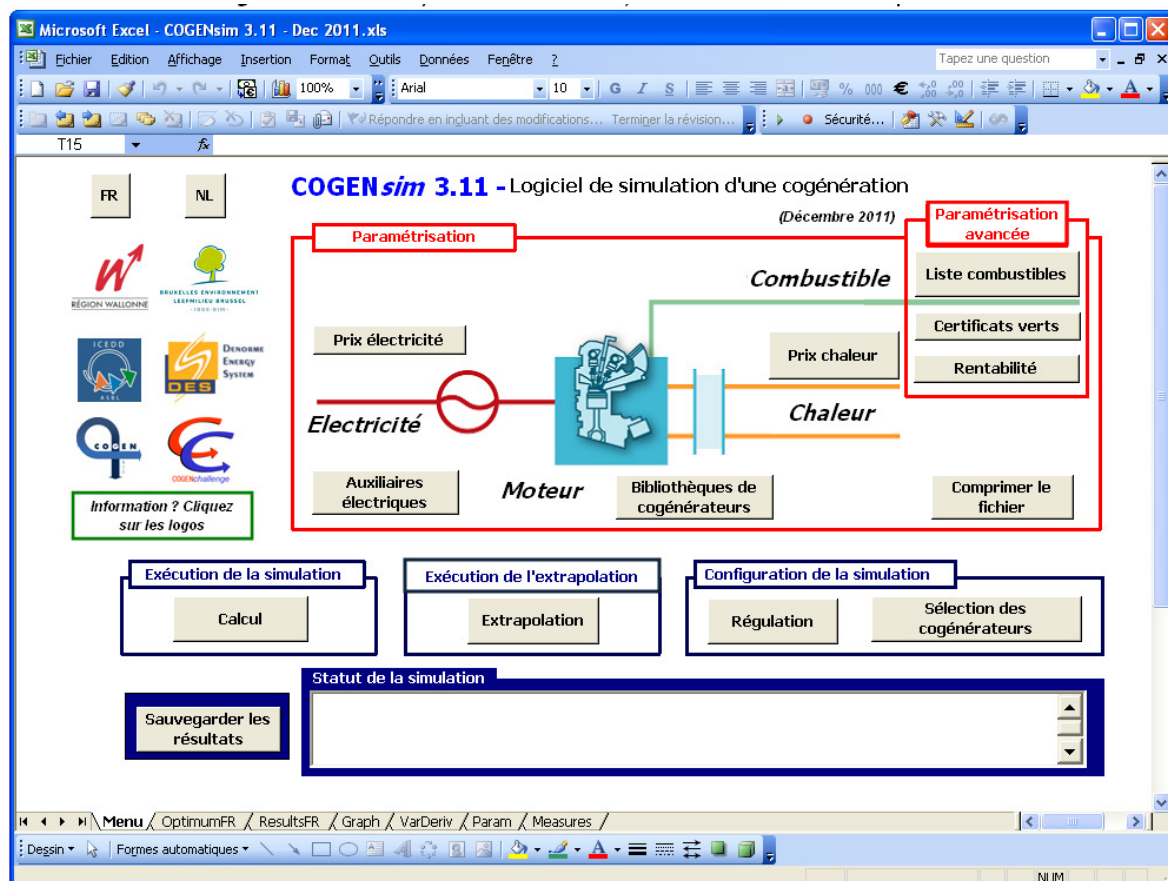 Microsoft Excel - COGENsim 3.11 - Dec 2011.xls
Fichier Edition Affichage Insertion Format Outils Données Fenêtre ?
Tapez une question
100% Arial 10 G I S % 000 €
Répondre en incluant des modifications... Terminer la révision... Sécurité...
T15 fx
FR NL
COGENsim 3.11 - Logiciel de simulation d'une cogénération
(Décembre 2011)
Paramétrisation
Paramétrisation
avancée
RÉGION WALLONNE
BRUXELLES ENVIRONNEMENT
LEEFMILIEU BRUSSEL
- IBGE-BIM -
Combustible
Liste combustibles
Certificats verts
Rentabilité
Prix électricité
Prix chaleur
ICEDD
ASBL
DES
DENORME
ENERGY
SYSTEM
Electricité
Chaleur
COGEN
COGENchallenge
Auxiliaires
électriques
Moteur
Bibliothèques de
cogénérateurs
Comprimer le
fichier
Information ? Cliquez
sur les logos
Exécution de la simulation
Calcul
Exécution de l'extrapolation
Extrapolation
Configuration de la simulation
Régulation
Sélection des
cogénérateurs
Statut de la simulation
Sauvegarder les
résultats
Menu OptimumFR ResultsFR Graph VarDeriv Param Measures
Dessin Formes automatiques
NUM